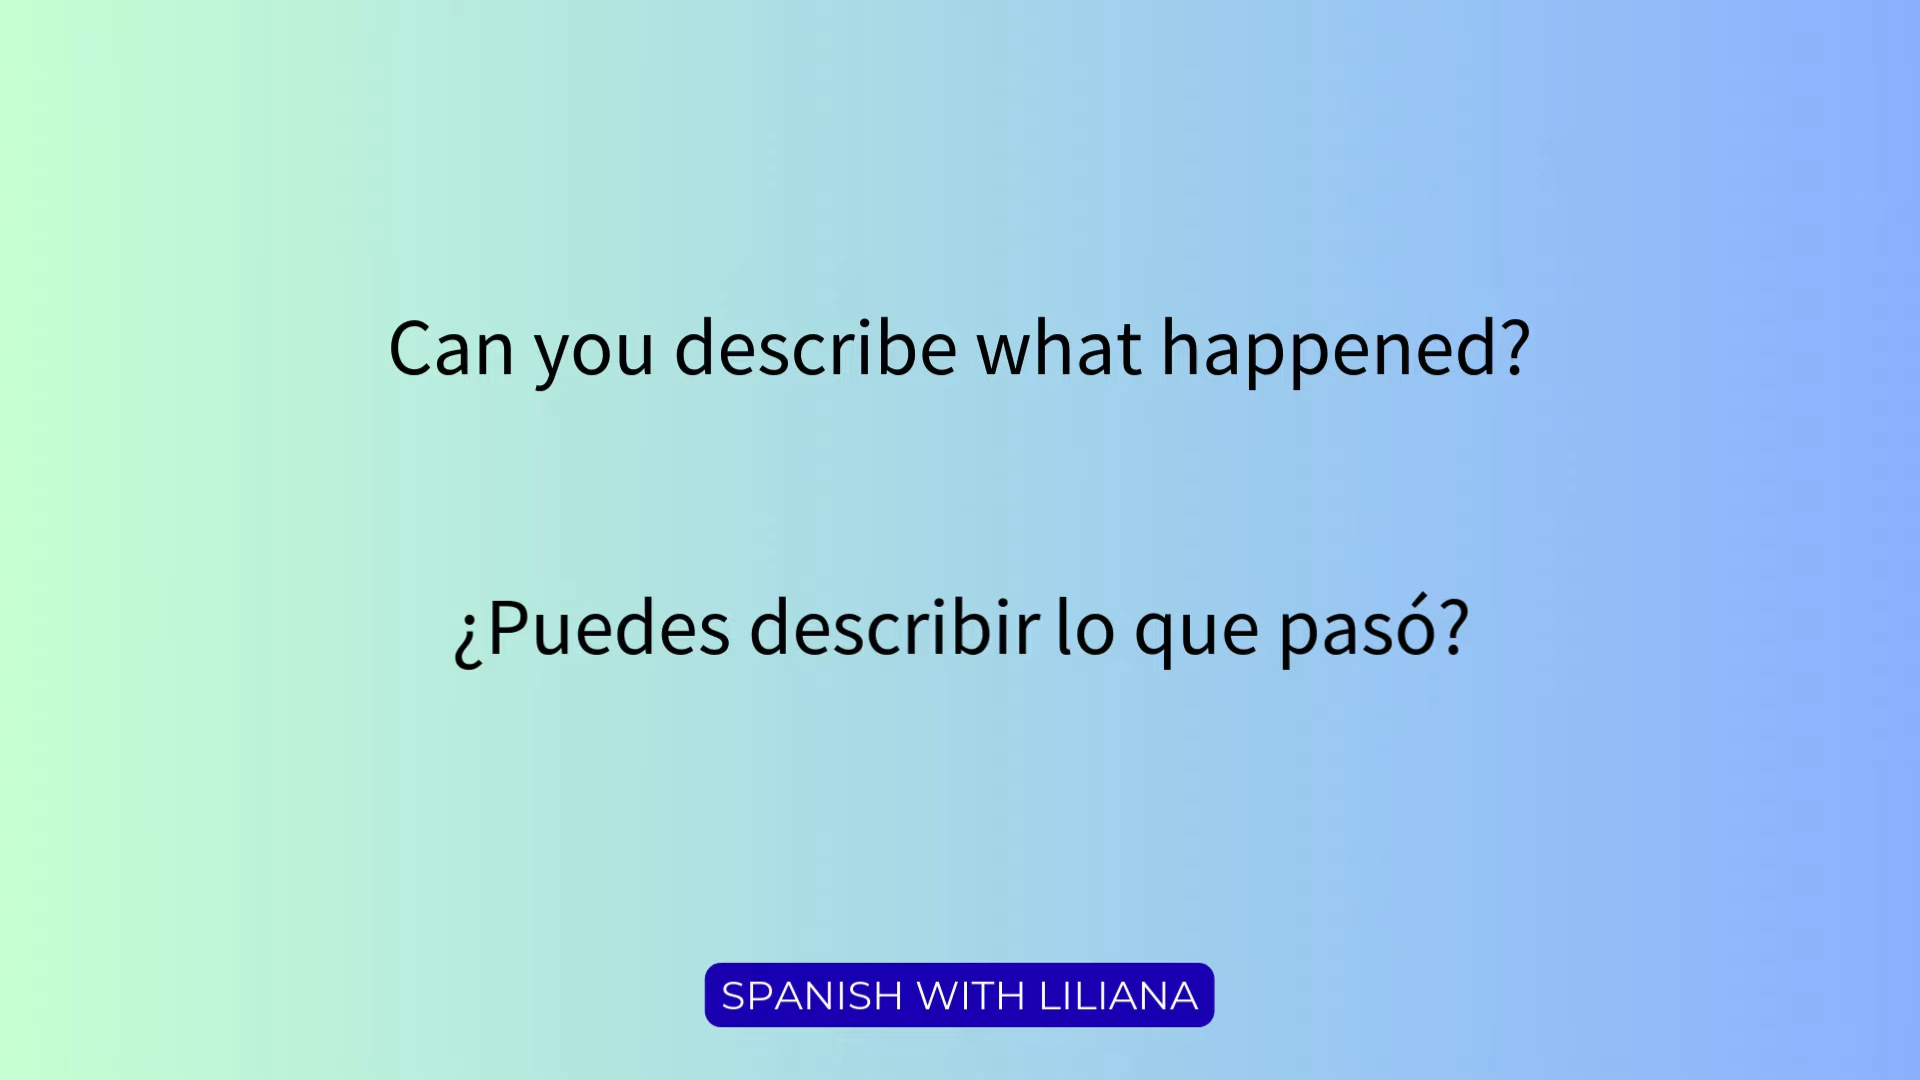 Can you describe what happened?
¿Puedes describir lo que pasó?
SPANISH WITH LILIANA